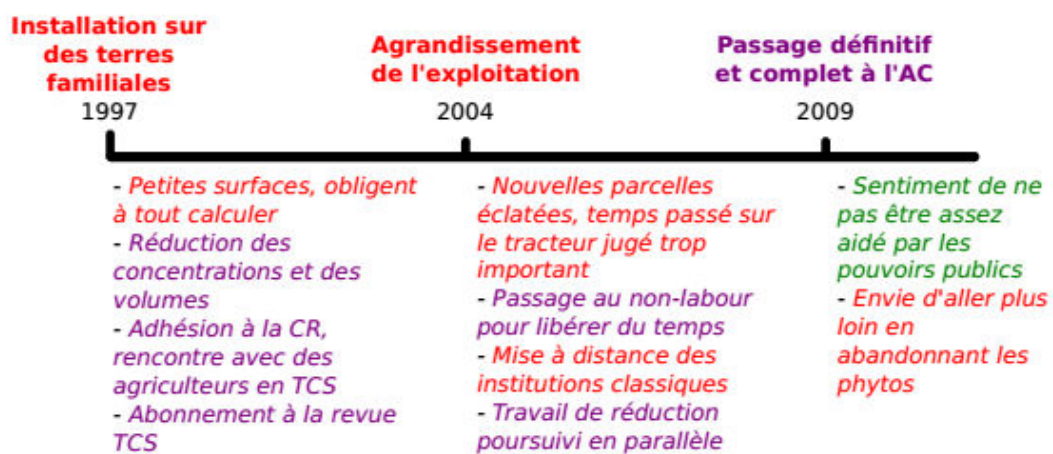 Installation sur
des terres
familiales
1997
- Petites surfaces, obligent
à tout calculer
- Réduction des
concentrations et des
volumes
- Adhésion à la CR,
rencontre avec des
agriculteurs en TCS
- Abonnement à la revue
TCS
Agrandissement
de l'exploitation
2004
- Nouvelles parcelles
éclatées, temps passé sur
le tracteur jugé trop
important
- Passage au non-labour
pour libérer du temps
- Mise à distance des
institutions classiques
- Travail de réduction
poursuivi en parallèle
Passage définitif
et complet à l'AC
2009
- Sentiment de ne
pas être assez
aidé par les
pouvoirs publics
- Envie d'aller plus
loin en
abandonnant les
phytos